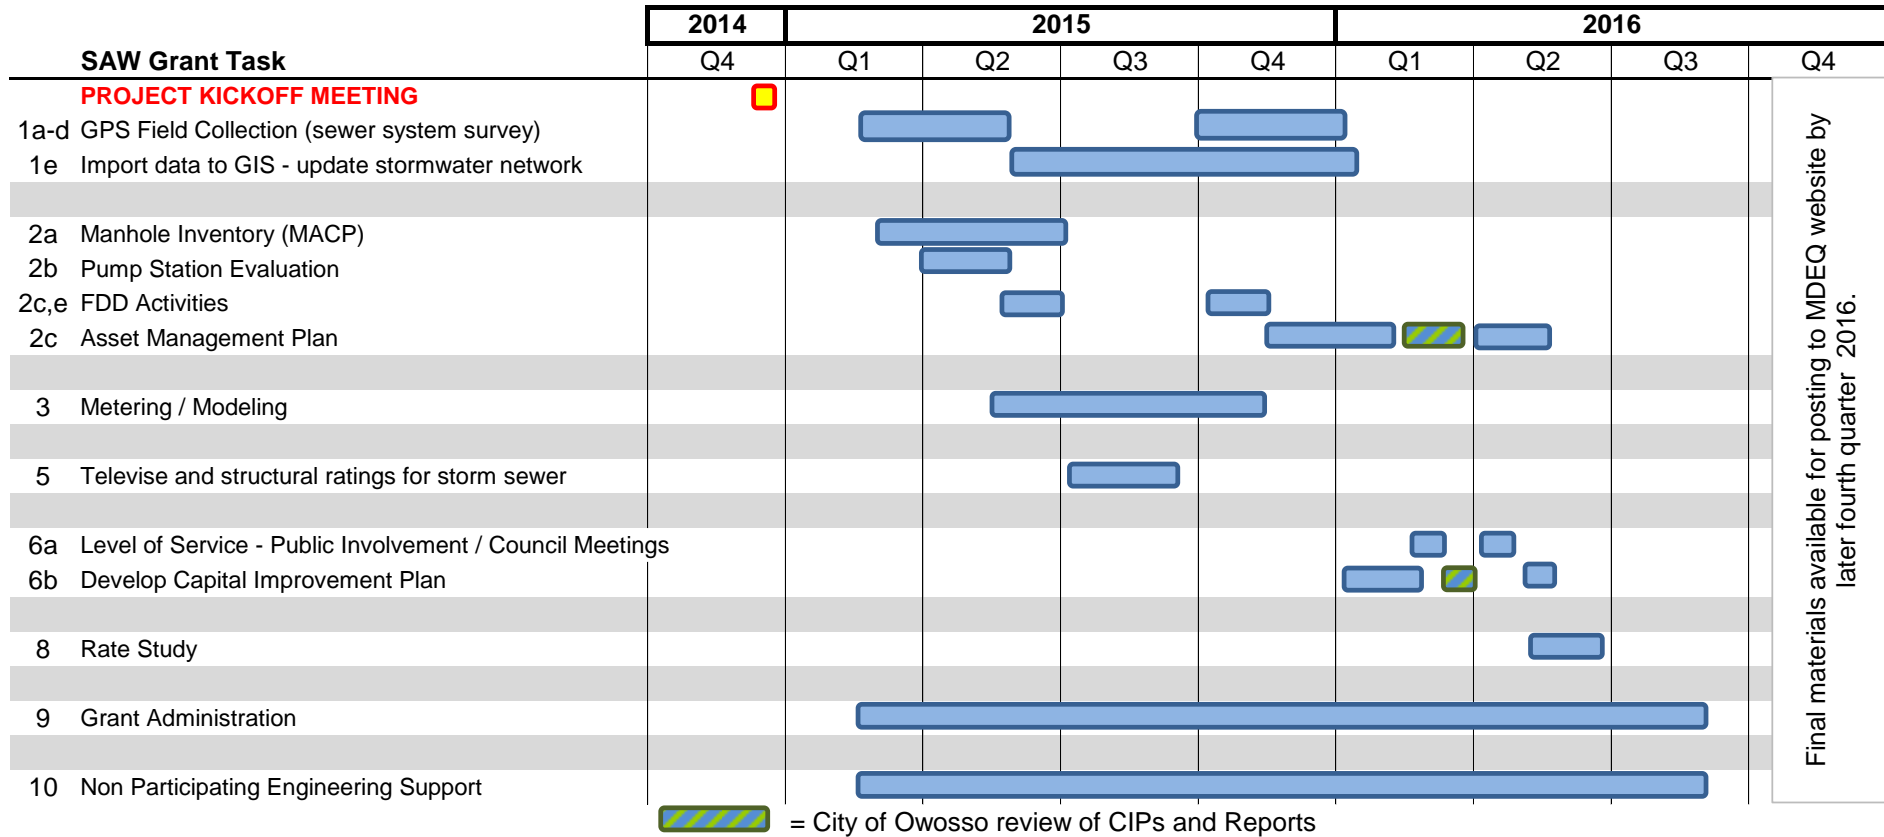 2014 2015 2016
SAW Grant Task Q4 Q1 Q2 Q3 Q4 Q1 Q2 Q3 Q4
PROJECT KICKOFF MEETING
1a-d GPS Field Collection (sewer system survey)
1e Import data to GIS - update stormwater network
2a Manhole Inventory (MACP)
2b Pump Station Evaluation
2c,e FDD Activities
2c Asset Management Plan
3 Metering / Modeling
5 Televise and structural ratings for storm sewer
6a Level of Service - Public Involvement / Council Meetings
6b Develop Capital Improvement Plan
8 Rate Study
9 Grant Administration
10 Non Participating Engineering Support
Final materials available for posting to MDEQ website by
later fourth quarter 2016.
= City of Owosso review of CIPs and Reports